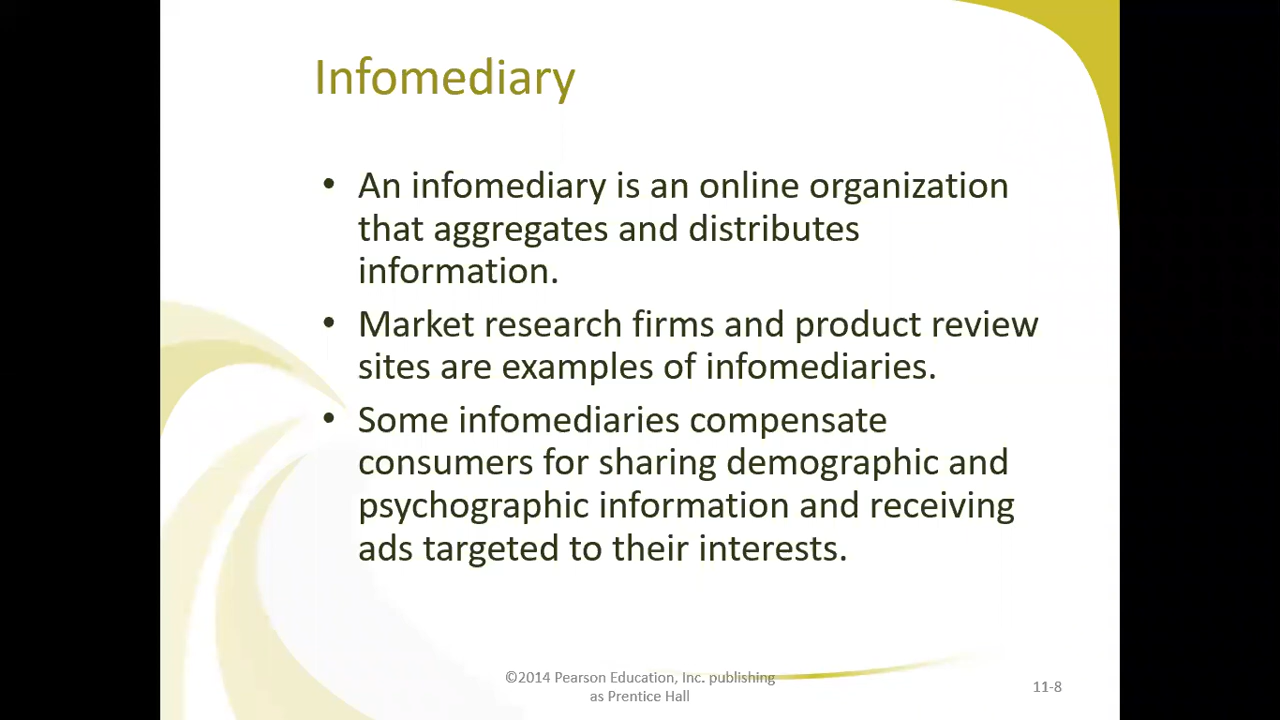 Infomediary
• An infomediary is an online organization
that aggregates and distributes
information.
• Market research firms and product review
sites are examples of infomediaries.
• Some infomediaries compensate
consumers for sharing demographic and
psychographic information and receiving
ads targeted to their interests.
©2014 Pearson Education, Inc. publishing
as Prentice Hall
11-8